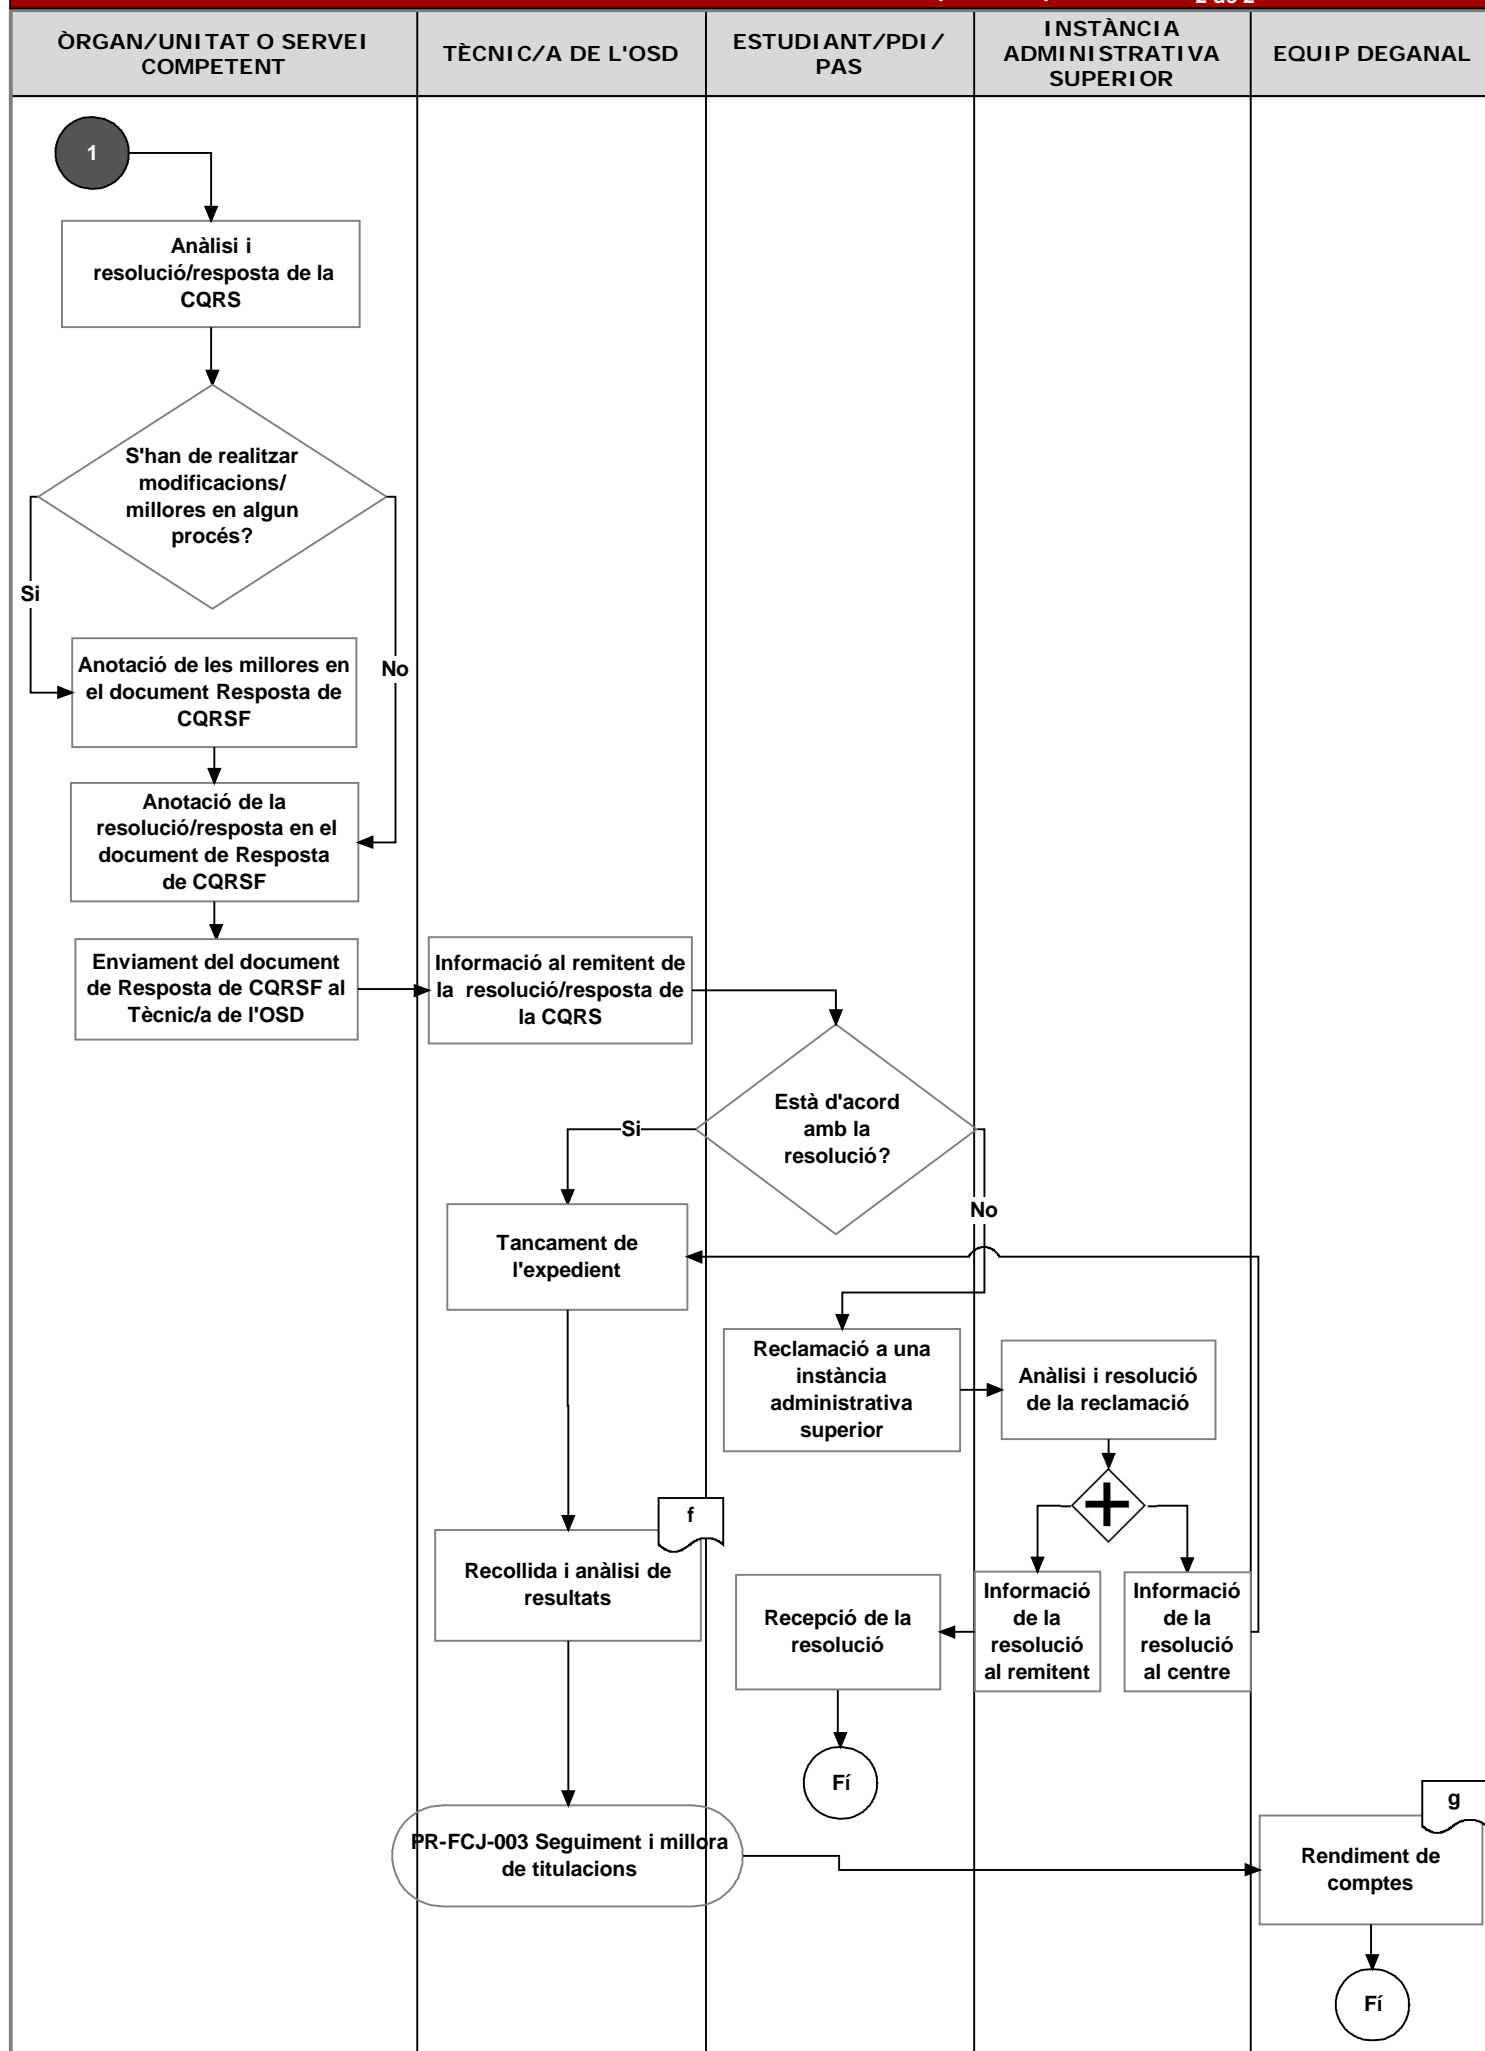 2 de 2
ÒRGAN/UNITAT O SERVEI
COMPETENT
TÈCNIC/A DE L'OSD
ESTUDIANT/PDI/
PAS
INSTÀNCIA
ADMINISTRATIVA
SUPERIOR
EQUIP DEGANAL
1
Anàlisi i
resolució/resposta de la
CQRS
S'han de realitzar
modificacions/
millores en algun
procés?
Si
No
Anotació de les millores en
el document Resposta de
CQRSF
Anotació de la
resolució/resposta en el
document de Resposta
de CQRSF
Enviament del document
de Resposta de CQRSF al
Tècnic/a de l'OSD
Informació al remitent de
la resolució/resposta de
la CQRS
Està d'acord
amb la
resolució?
Si
No
Tancament de
l'expedient
Reclamació a una
instància
administrativa
superior
Anàlisi i resolució
de la reclamació
f
Recollida i anàlisi de
resultats
Recepció de la
resolució
Informació
de la
resolució
al remitent
Informació
de la
resolució
al centre
Fí
PR-FCJ-003 Seguiment i millora
de titulacions
g
Rendiment de
comptes
Fí